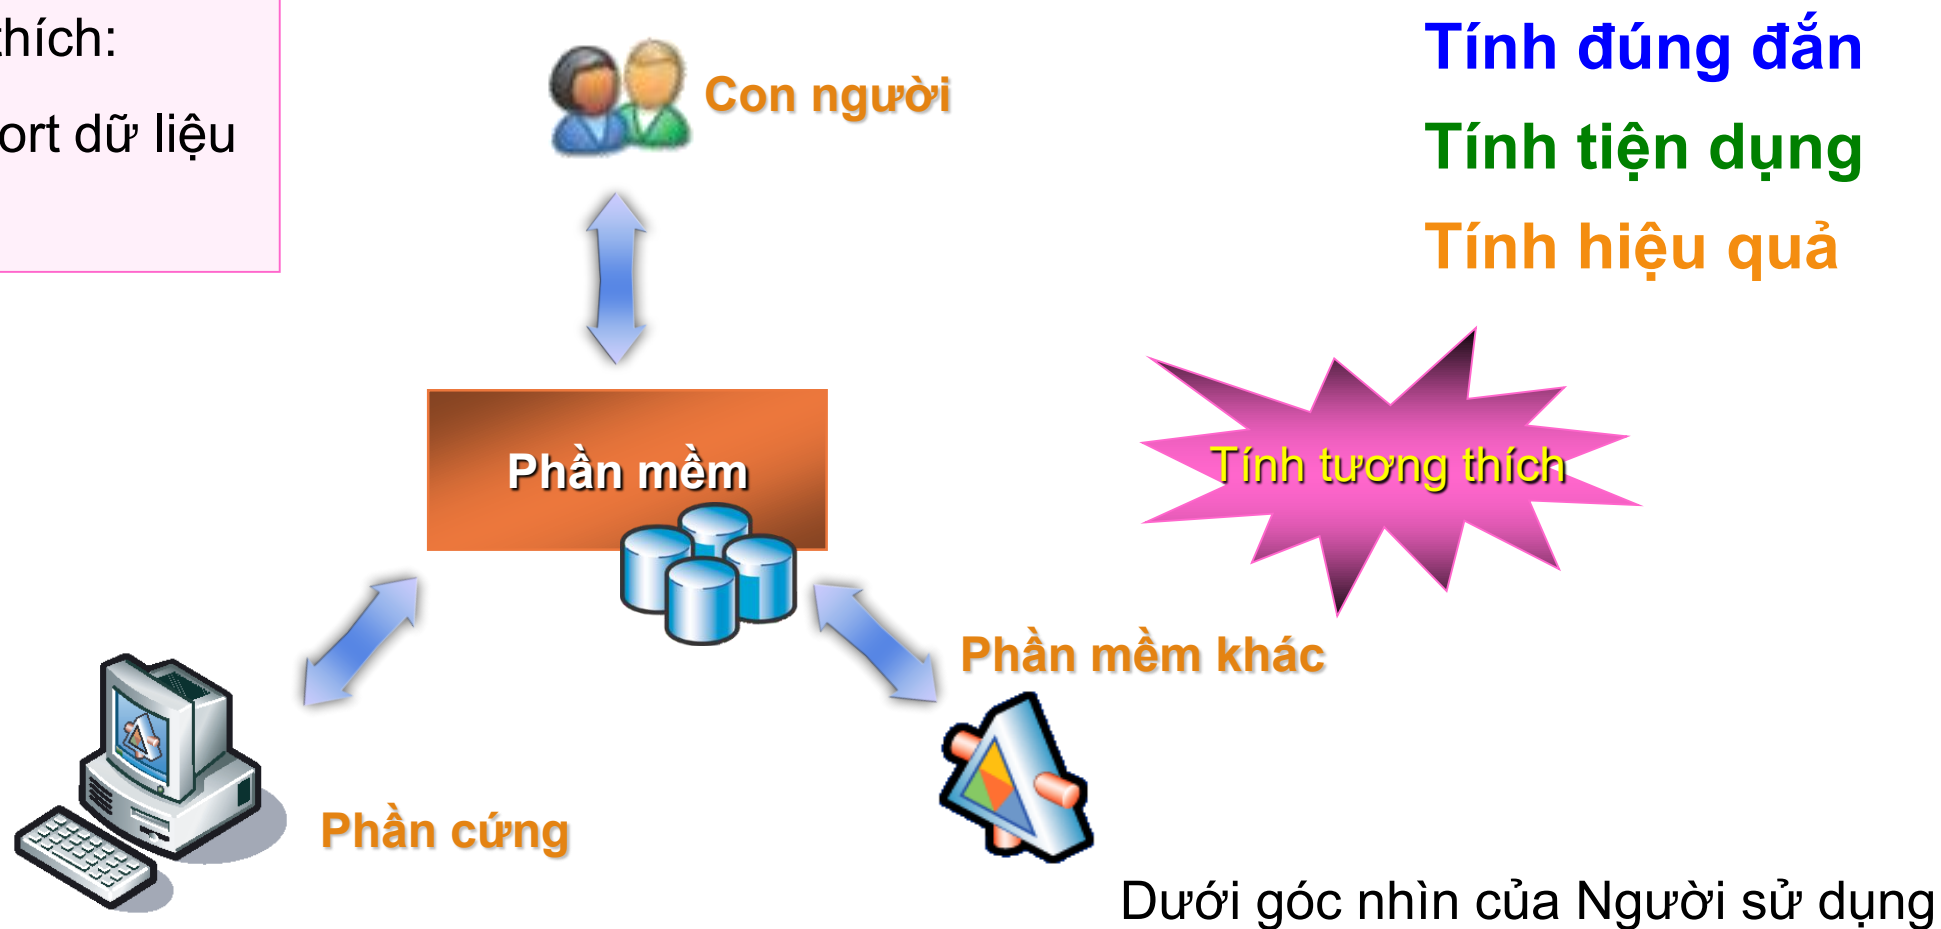 thích:
ort dữ liệu
Con người
Tính đúng đắn
Tính tiện dụng
Tính hiệu quả
Phần mềm
Tính tương thích
Phần mềm khác
Phần cứng
Dưới góc nhìn của Người sử dụng